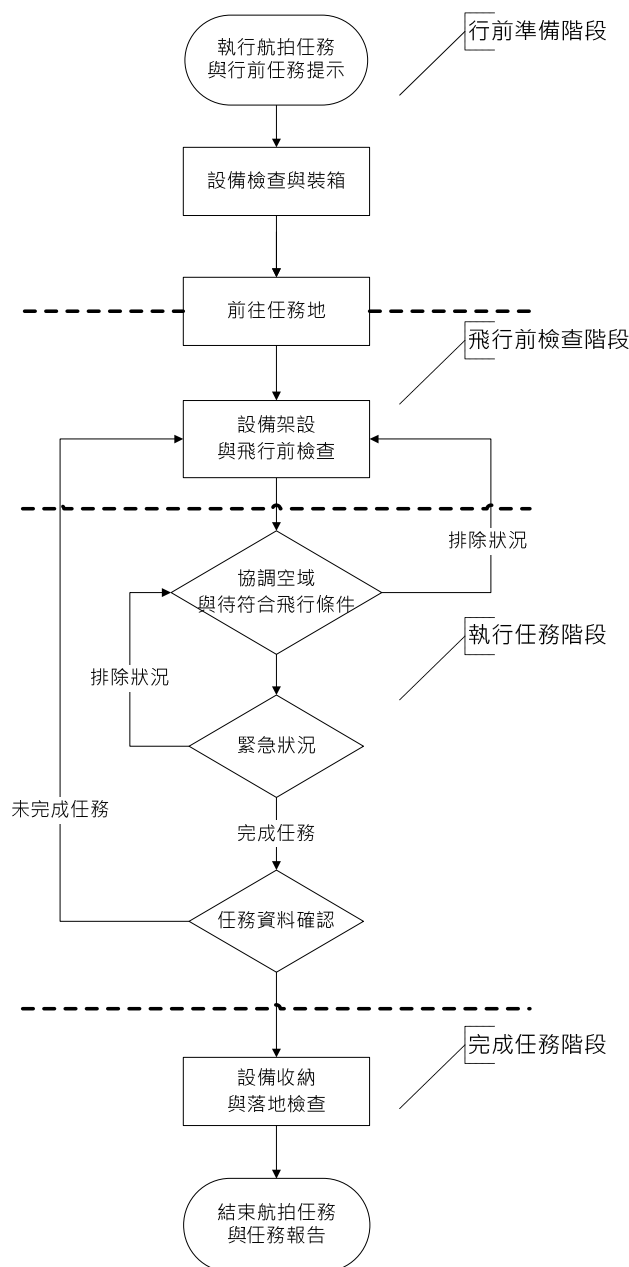 行前準備階段
執行航拍任務
與行前任務提示
設備檢查與裝箱
前往任務地
飛行前檢查階段
設備架設
與飛行前檢查
排除狀況
協調空域
與待符合飛行條件
執行任務階段
排除狀況
緊急狀況
未完成任務
完成任務
任務資料確認
完成任務階段
設備收納
與落地檢查
結束航拍任務
與任務報告